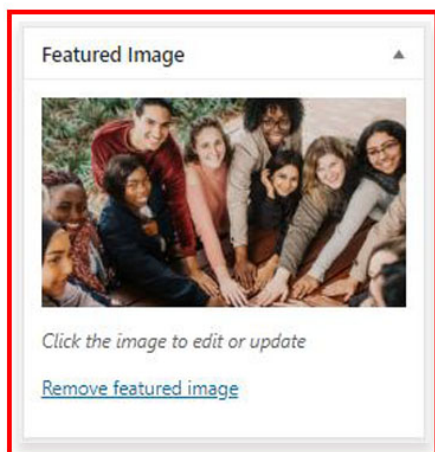 Featured Image
Click the image to edit or update
Remove featured image